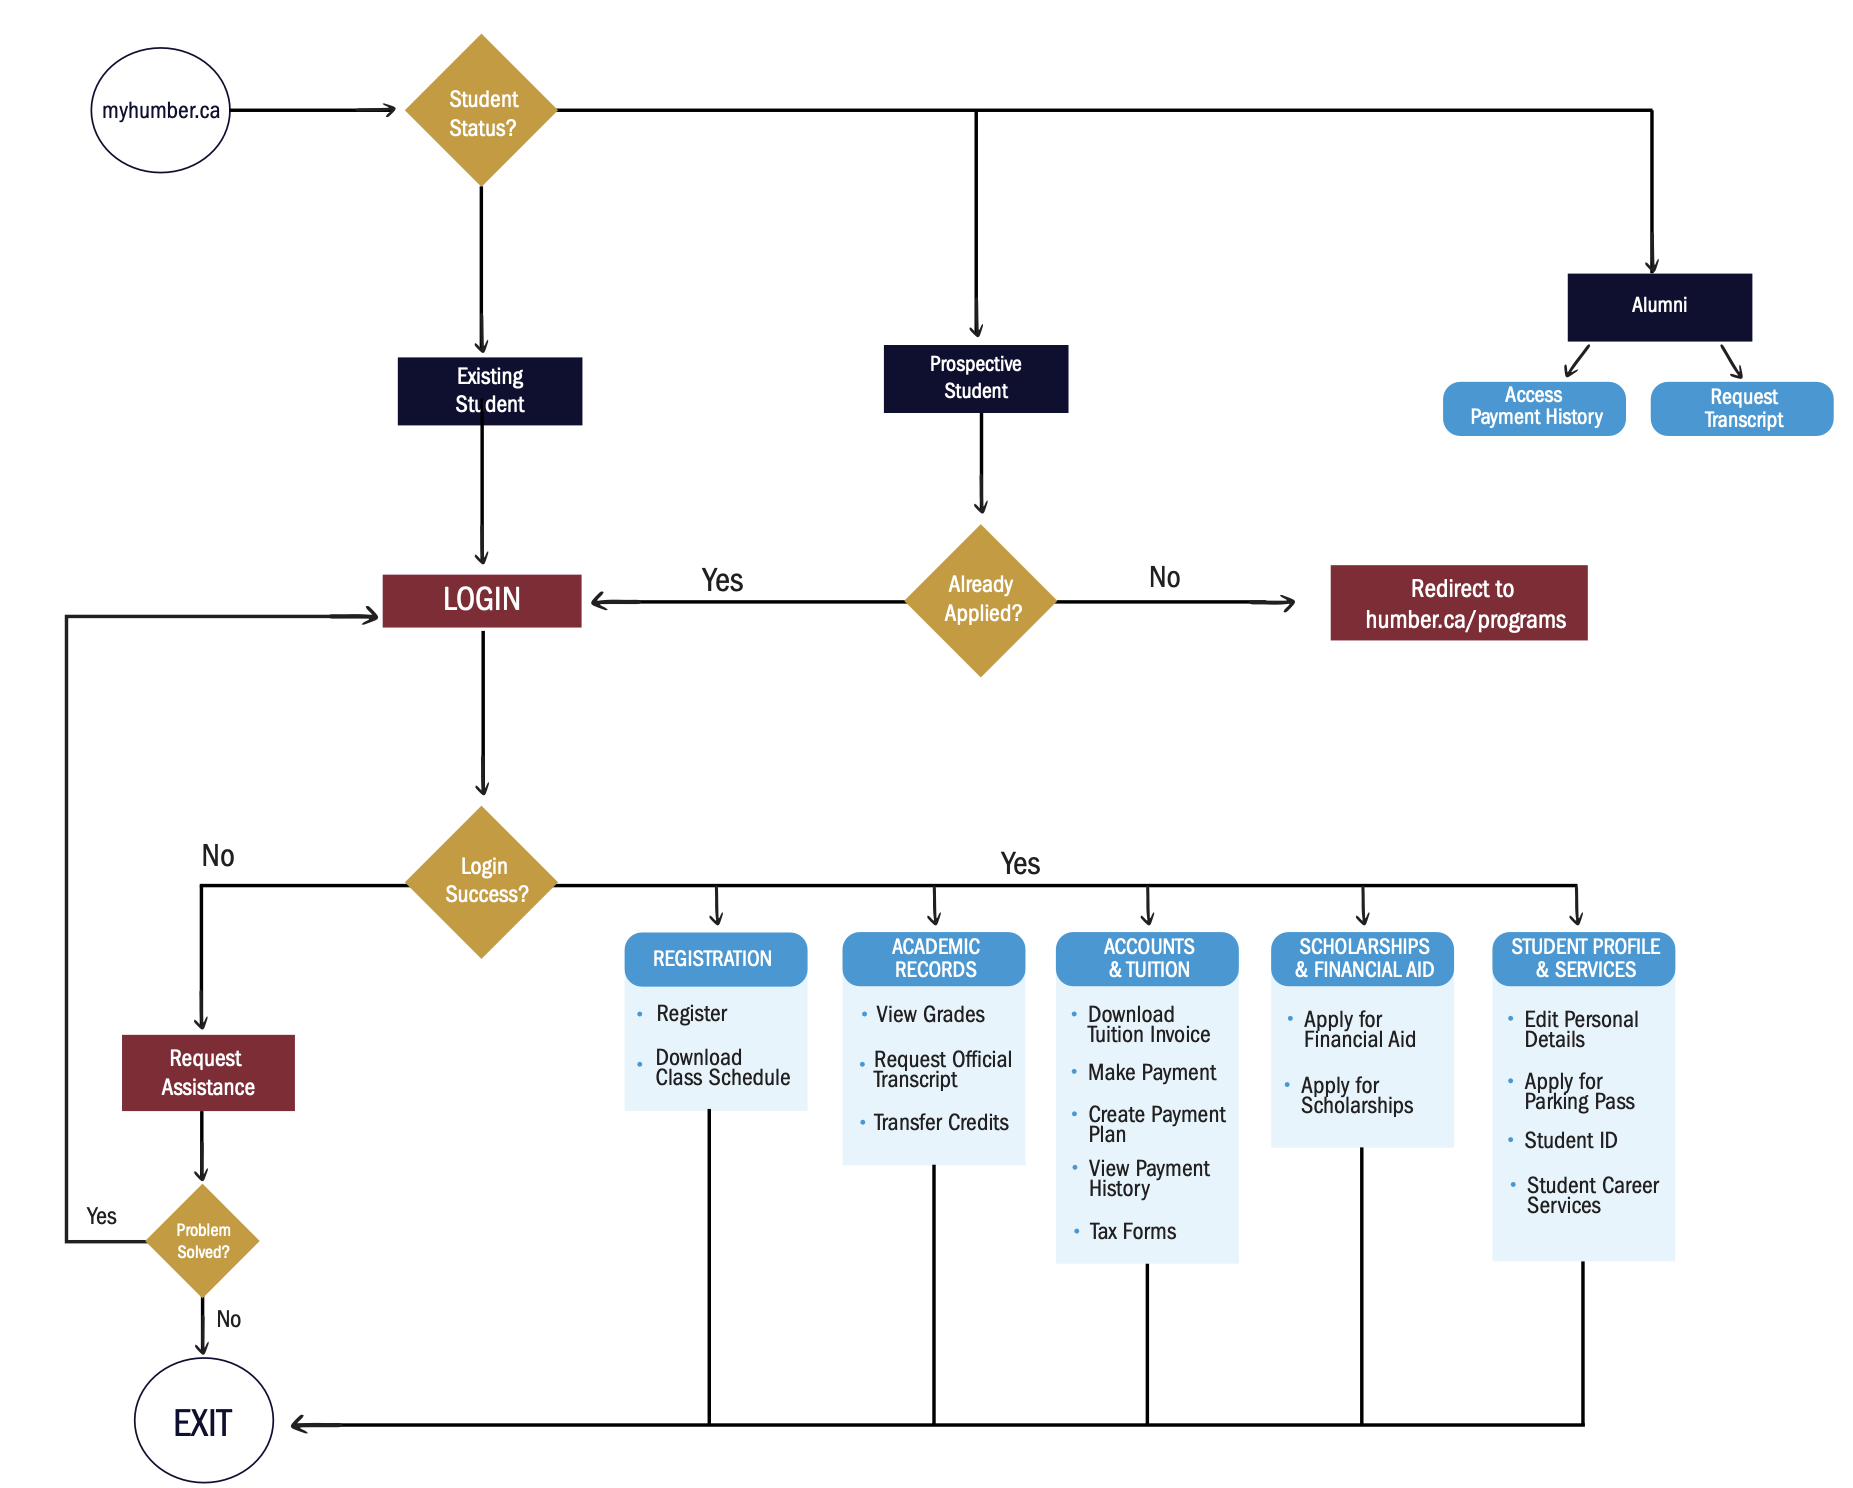 myhumber.ca
Student
Status?
Alumni
Existing
Student
Prospective
Student
Access
Payment History
Request
Transcript
LOGIN
Yes
Already
Applied?
No
Redirect to
humber.ca/programs
No
Login
Success?
Yes
REGISTRATION
• Register
• Download
Class Schedule
ACADEMIC
RECORDS
• View Grades
• Request Official
Transcript
• Transfer Credits
ACCOUNTS
& TUITION
• Download
Tuition Invoice
• Make Payment
• Create Payment
Plan
• View Payment
History
• Tax Forms
SCHOLARSHIPS
& FINANCIAL AID
• Apply for
Financial Aid
• Apply for
Scholarships
STUDENT PROFILE
& SERVICES
• Edit Personal
Details
• Apply for
Parking Pass
• Student ID
• Student Career
Services
Request
Assistance
Yes
Problem
Solved?
No
EXIT